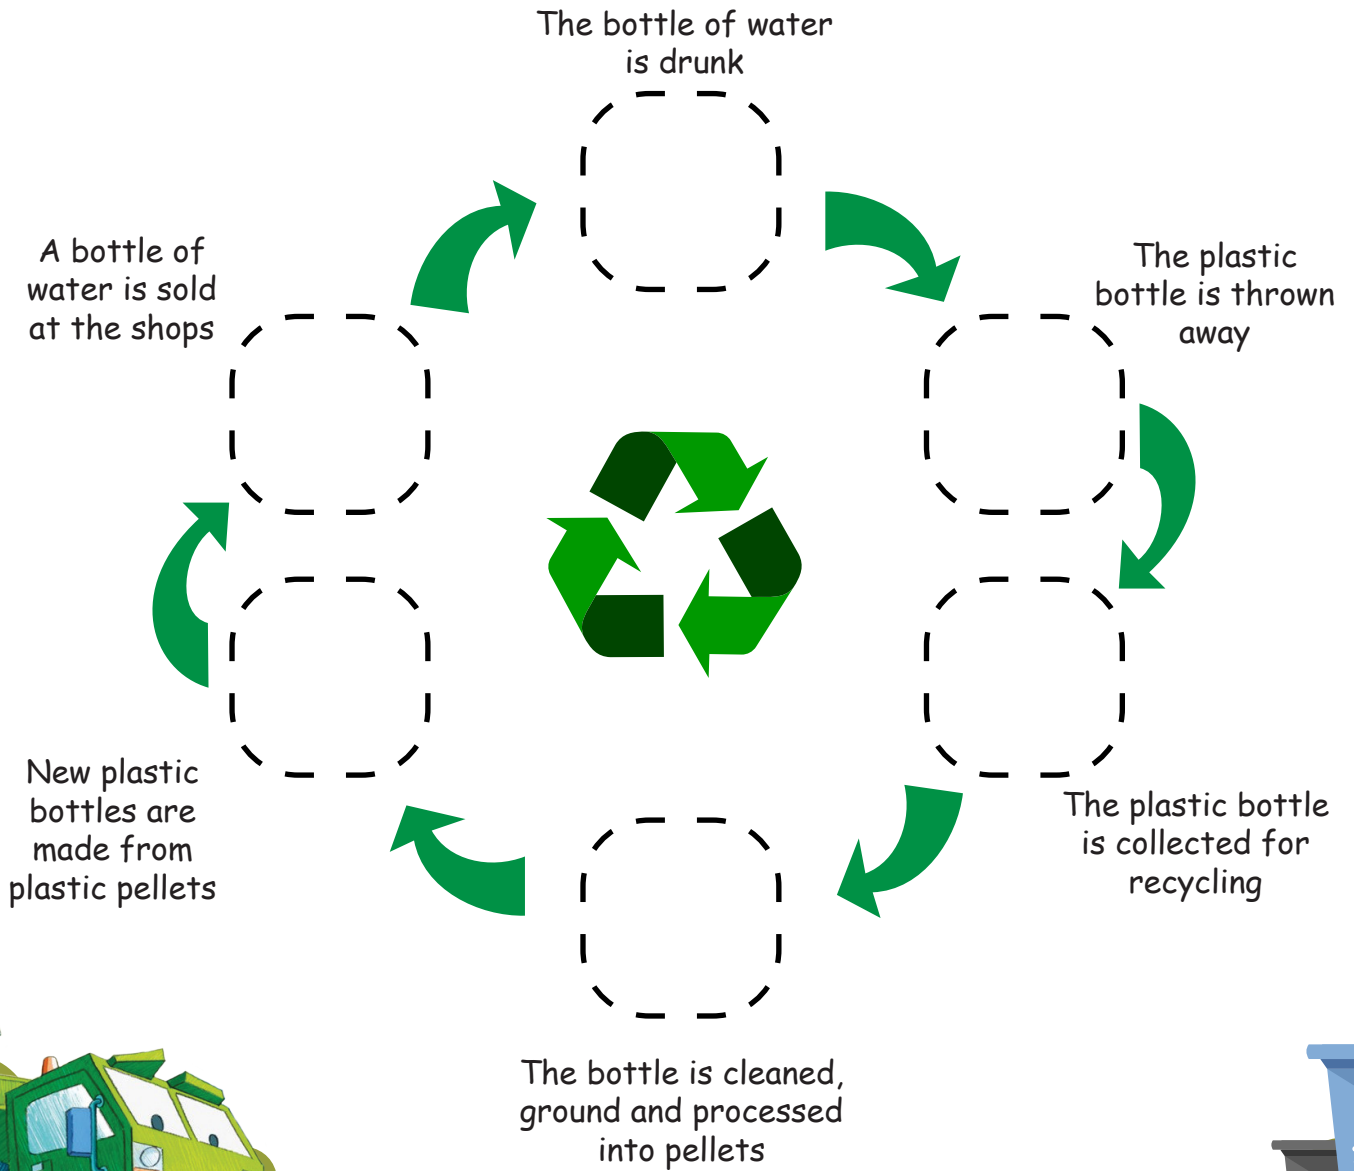 The bottle of water
is drunk
A bottle of
water is sold
at the shops
The plastic
bottle is thrown
away
New plastic
bottles are
made from
plastic pellets
The plastic bottle
is collected for
recycling
The bottle is cleaned,
ground and processed
into pellets